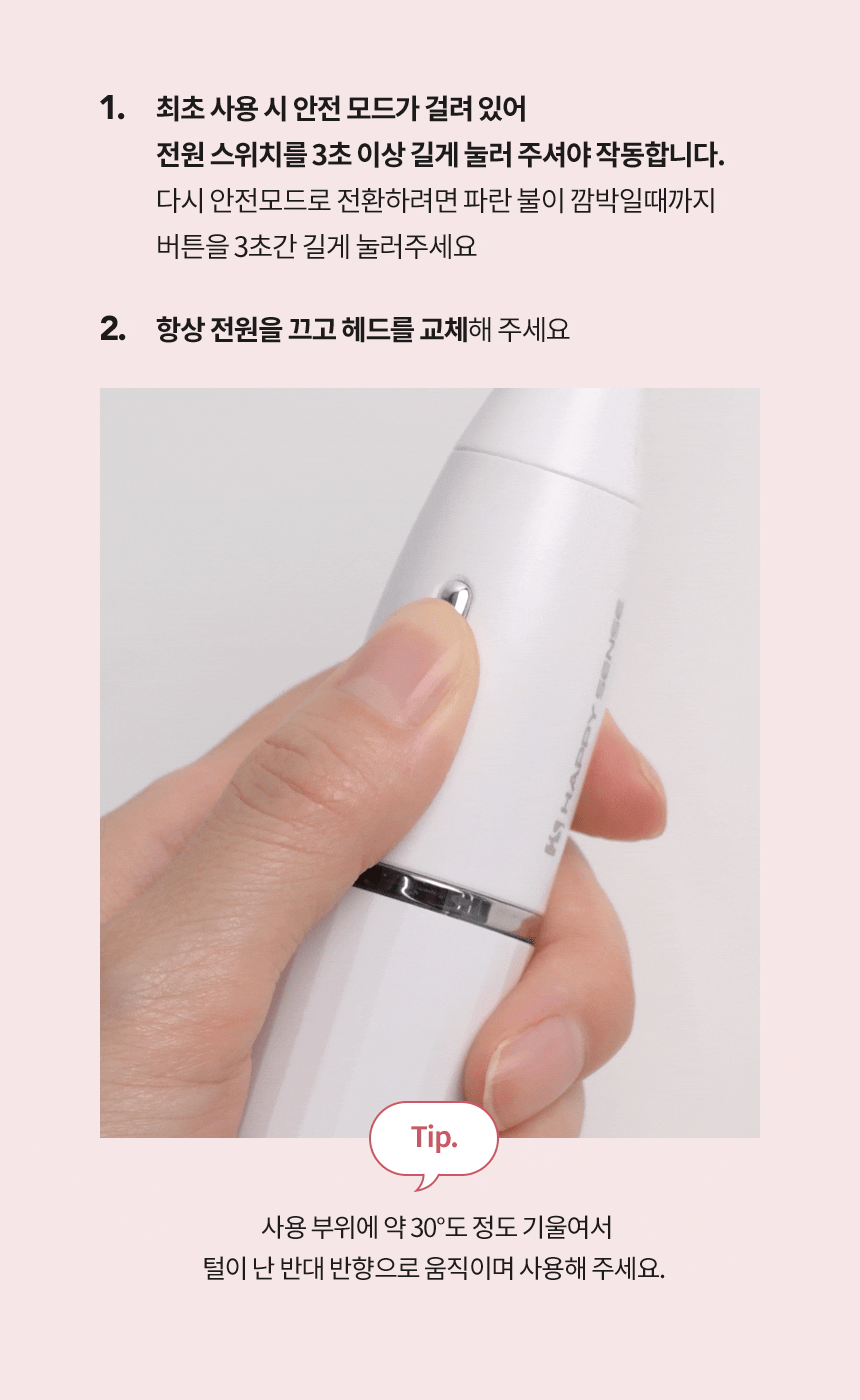 1. 최초 사용 시 안전 모드가 걸려 있어
전원 스위치를 3초 이상 길게 눌러 주셔야 작동합니다.
다시 안전모드로 전환하려면 파란 불이 깜박일때까지
버튼을 3초간 길게 눌러주세요
2. 항상 전원을 끄고 헤드를 교체해 주세요
HAPPY SENSE
Tip.
사용 부위에 약 30°도 정도 기울여서
털이 난 반대 반향으로 움직이며 사용해 주세요.